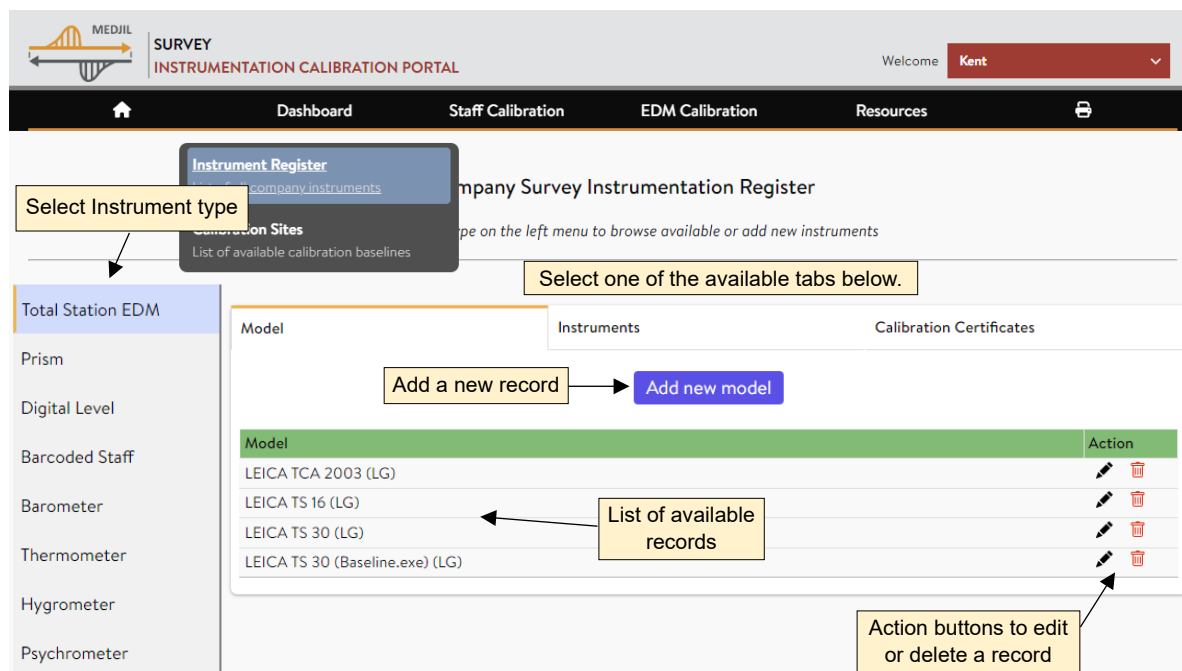 MEDJIL
SURVEY
INSTRUMENTATION CALIBRATION PORTAL
Welcome
Kent
Dashboard
Staff Calibration
EDM Calibration
Resources
Instrument Register
company instruments
mpany Survey Instrumentation Register
Select Instrument type
Sites
List of available calibration baselines
on the left menu to browse available or add new instruments
Select one of the available tabs below.
Total Station EDM
Prism
Digital Level
Barcoded Staff
Barometer
Thermometer
Hygrometer
Psychrometer
Model
Instruments
Calibration Certificates
Add a new record
Add new model
Model
Action
LEICA TCA 2003 (LG)
LEICA TS 16 (LG)
LEICA TS 30 (LG)
LEICA TS 30 (Baseline.exe) (LG)
List of available
records
Action buttons to edit
or delete a record